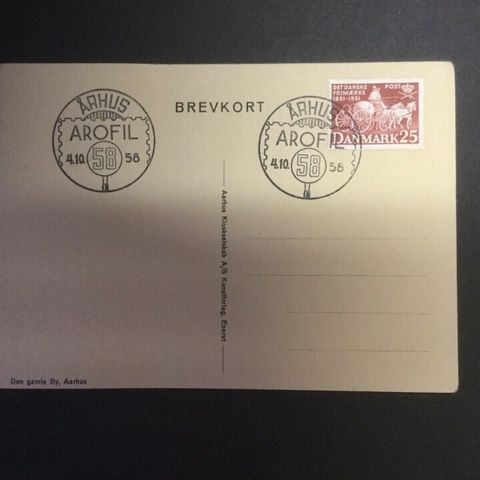 ÅRHUS
AROFIL
4.10 58 58
BREVKORT
ÅRHUS
AROFIL
4.10 58 58
DET DANSKE
FRIMÆRKE
1851-1951
POST
DANMARK 25
Aarhus Kioskselskab A/S Kunstforlag, Eneret
Den gamle By, Aarhus